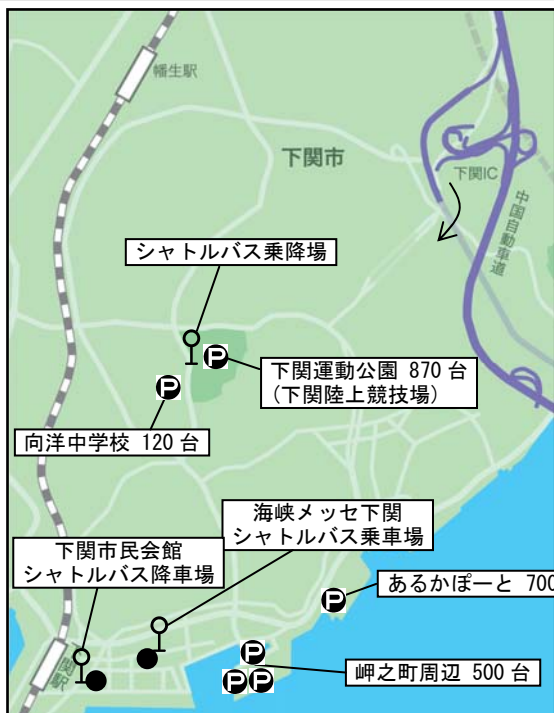 幡生駅
下関市
下関IC
中国自動車道
シャトルバス乗降場
下関運動公園 870 台
(下関陸上競技場)
向洋中学校 120 台
海峡メッセ下関
シャトルバス乗車場
下関市民会館
シャトルバス降車場
あるかぽーと 700
岬之町周辺 500 台
関駅
P
P
P
P
P
P